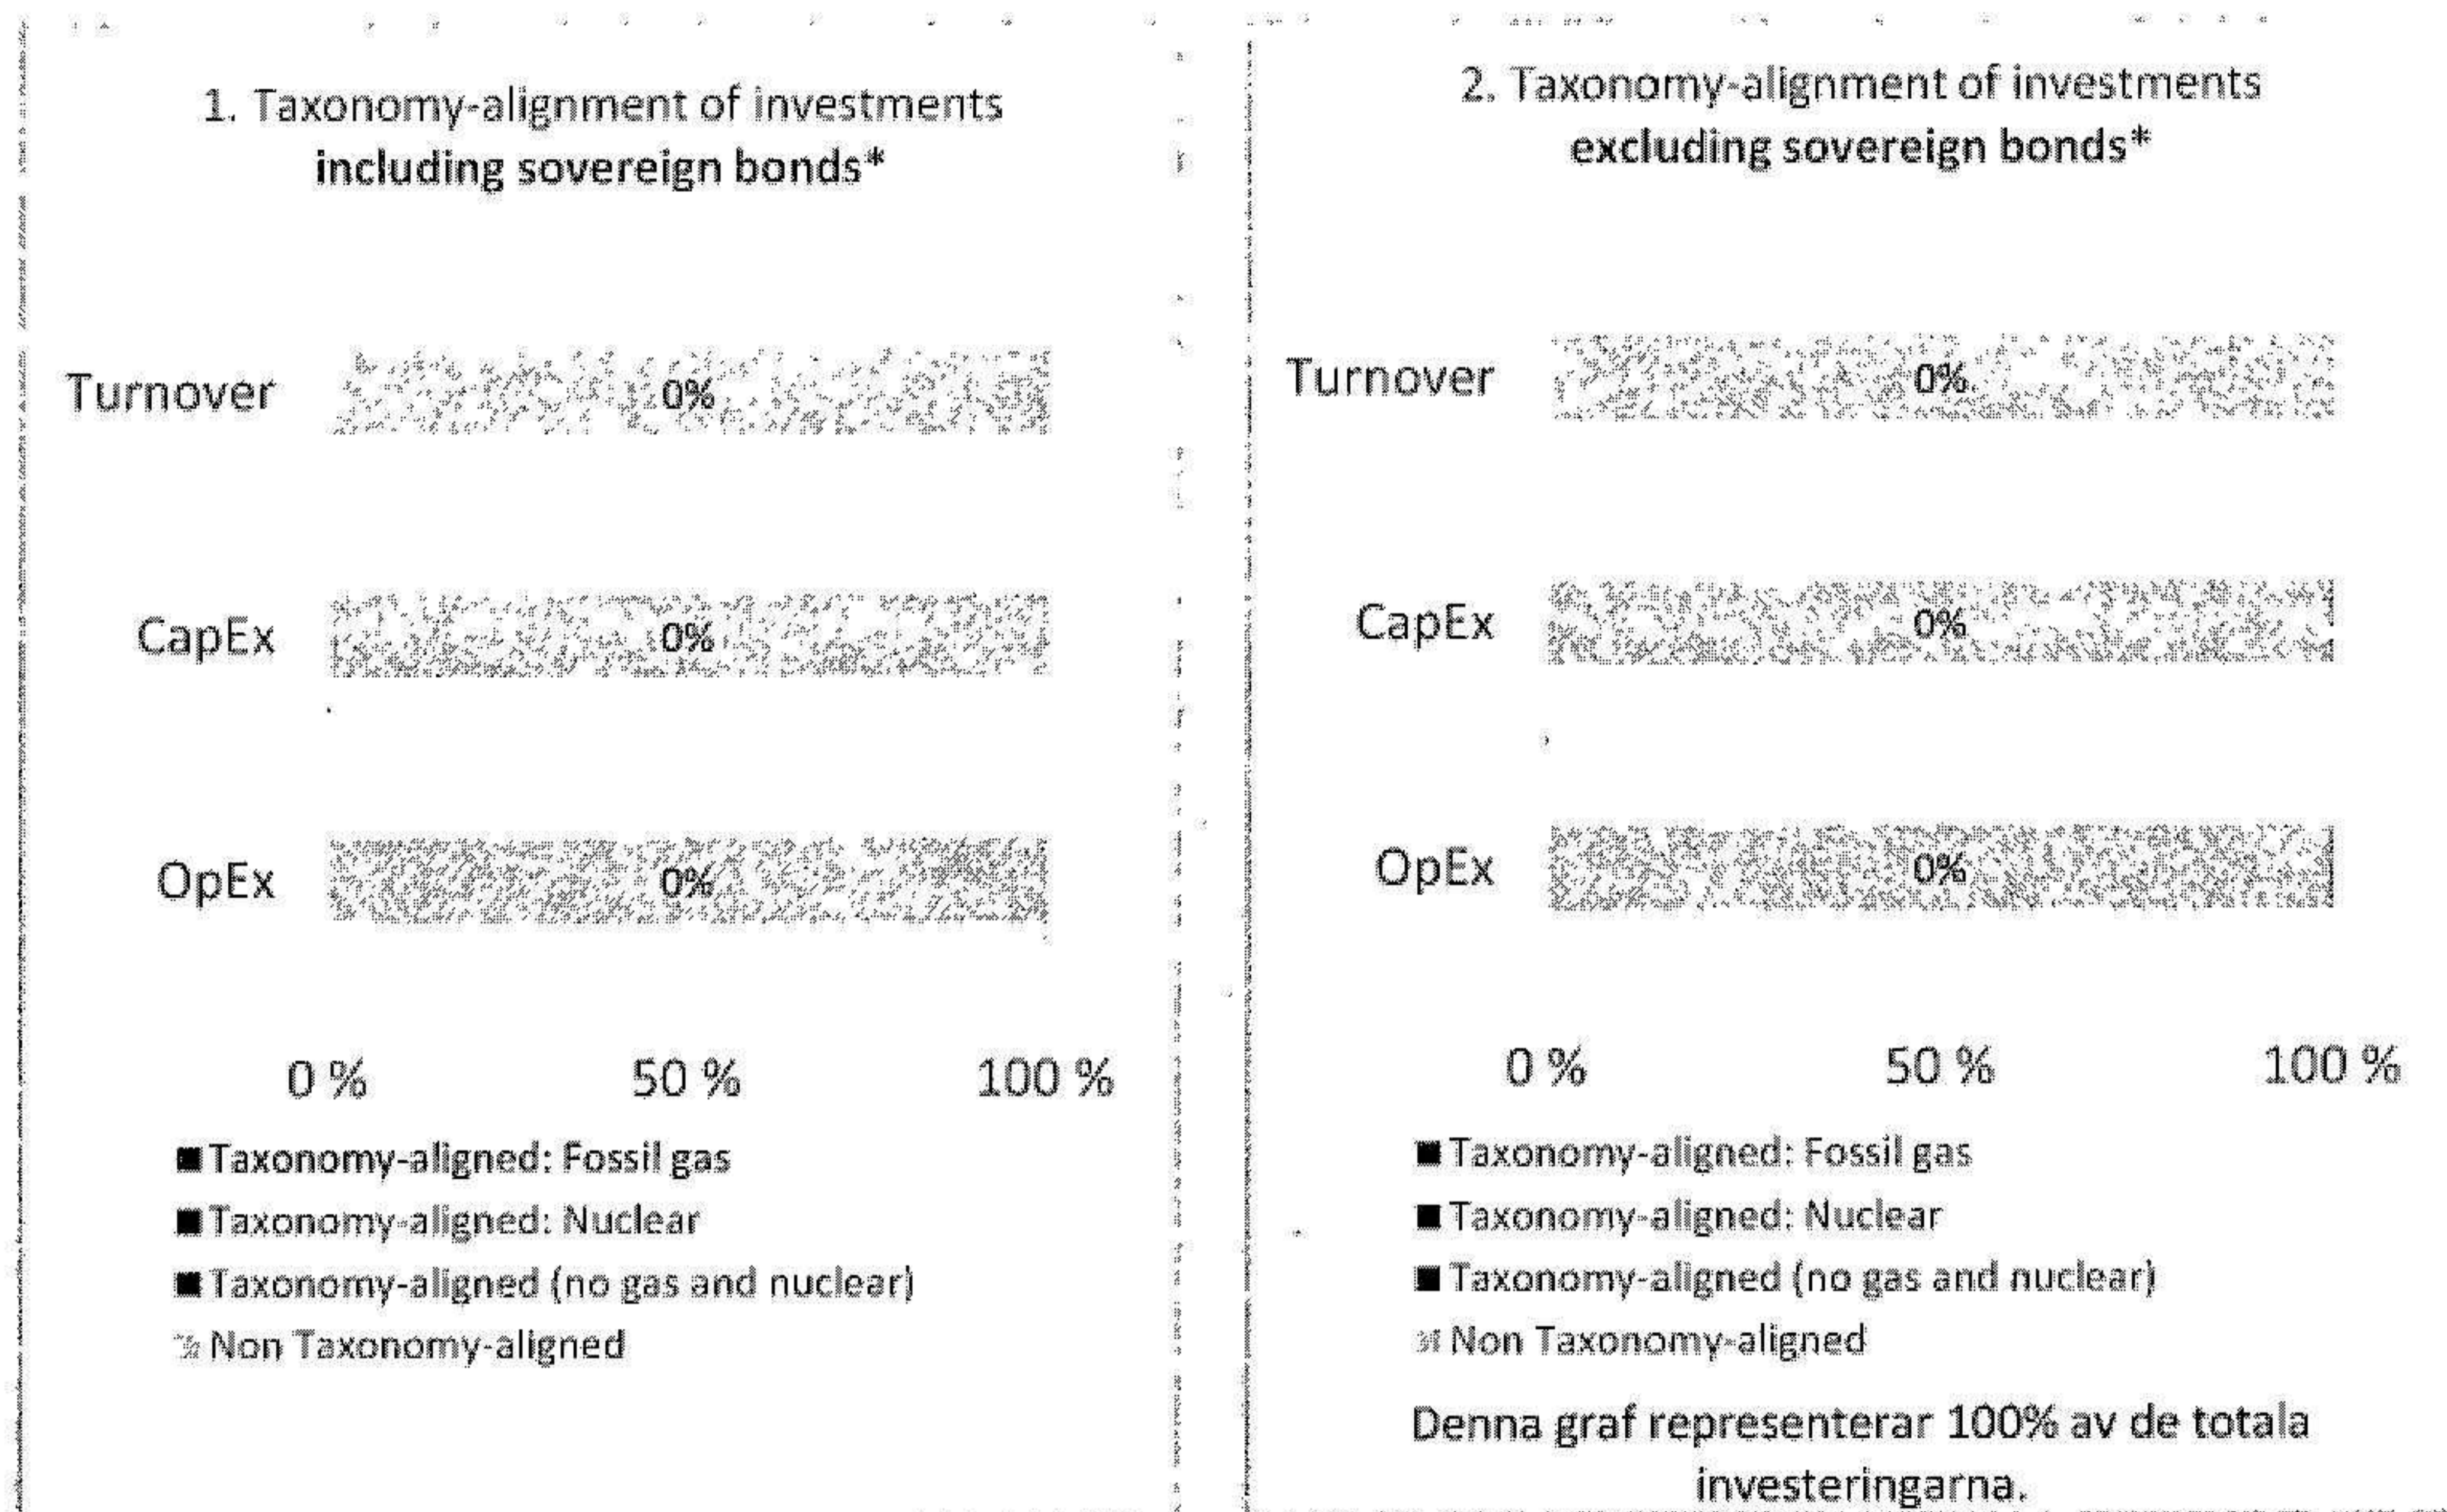 1. Taxonomy-alignment of investments
including sovereign bonds*
Turnover
0%
CapEx
0%
OpEx
0%
0 %
50 %
100 %
Taxonomy-aligned: Fossil gas
Taxonomy-aligned: Nuclear
Taxonomy-aligned (no gas and nuclear)
Non Taxonomy-aligned
2. Taxonomy-alignment of investments
excluding sovereign bonds*
Turnover
0%
CapEx
0%
OpEx
0%
0 %
50 %
100 %
Taxonomy-aligned: Fossil gas
Taxonomy-aligned: Nuclear
Taxonomy-aligned (no gas and nuclear)
Non Taxonomy-aligned
Denna graf representerar 100% av de totala
investeringarna.